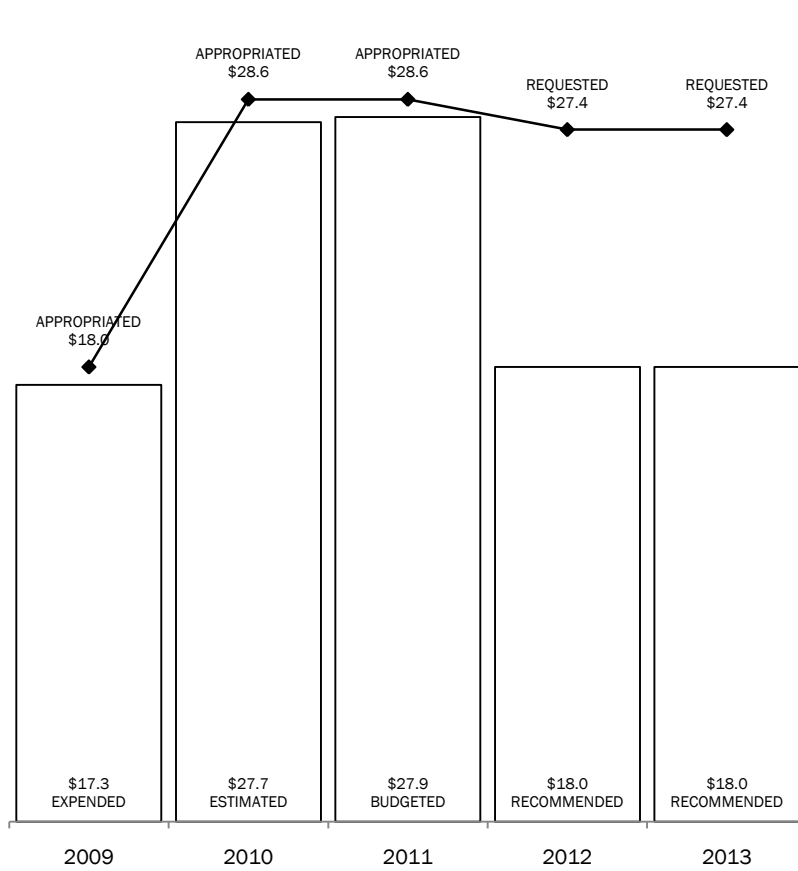 APPROPRIATED
$28.6
APPROPRIATED
$28.6
REQUESTED
$27.4
REQUESTED
$27.4
APPROPRIATED
$18.0
$17.3
EXPENDED
$27.7
ESTIMATED
$27.9
BUDGETED
$18.0
RECOMMENDED
$18.0
RECOMMENDED
2009
2010
2011
2012
2013